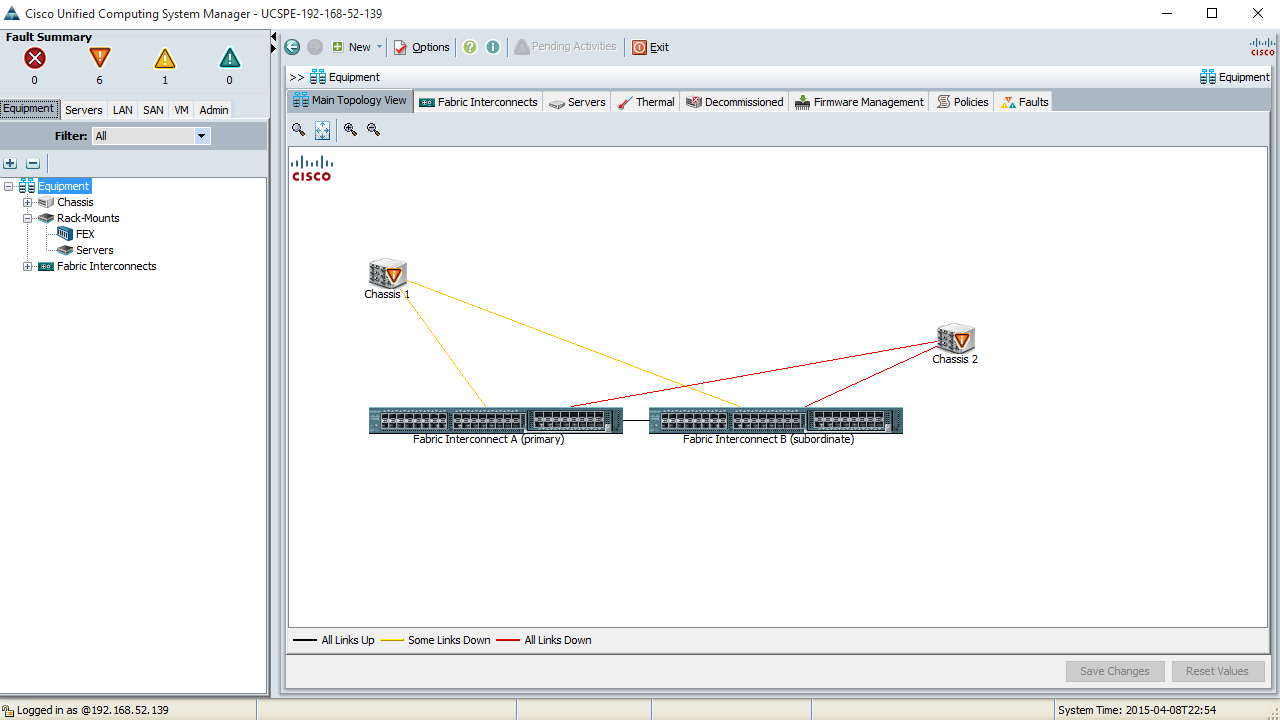 Cisco Unified Computing System Manager - UCSPE-192-168-52-139
Fault Summary
0 6 1 0
New Options Pending Activities Exit
CISCO
>> Equipment Equipment
Equipment Servers LAN SAN VM Admin
Main Topology View Fabric Interconnects Servers Thermal Decommissioned Firmware Management Policies Faults
Filter: All
Equipment
Chassis
Rack-Mounts
FEX
Servers
Fabric Interconnects
CISCO
Chassis 1
Chassis 2
Fabric Interconnect A (primary)
Fabric Interconnect B (subordinate)
All Links Up Some Links Down All Links Down
Save Changes Reset Values
Logged in as @192.168.52.139
System Time: 2015-04-08T22:54